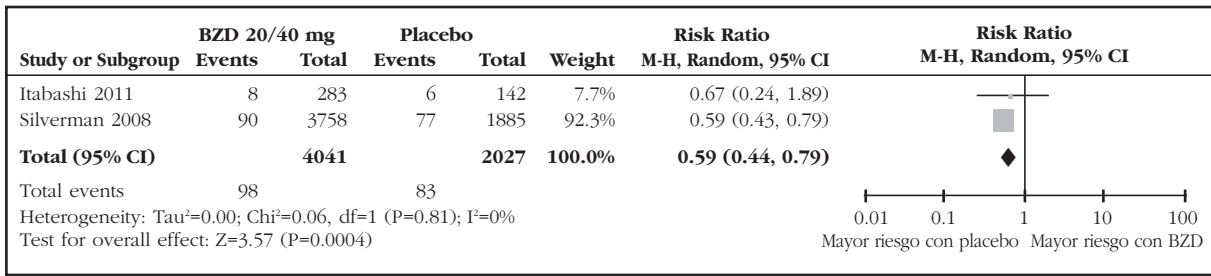 BZD 20/40 mg Placebo Risk Ratio Risk Ratio
Study or Subgroup Events Total Events Total Weight M-H, Random, 95% CI M-H, Random, 95% CI
Itabashi 2011 8 283 6 142 7.7% 0.67 (0.24, 1.89)
Silverman 2008 90 3758 77 1885 92.3% 0.59 (0.43, 0.79)
Total (95% CI) 4041 2027 100.0% 0.59 (0.44, 0.79)
Total events 98 83
Heterogeneity: Tau²=0.00; Chi²=0.06, df=1 (P=0.81); I²=0%
Test for overall effect: Z=3.57 (P=0.0004)
0.01 0.1 1 10 100
Mayor riesgo con placebo Mayor riesgo con BZD